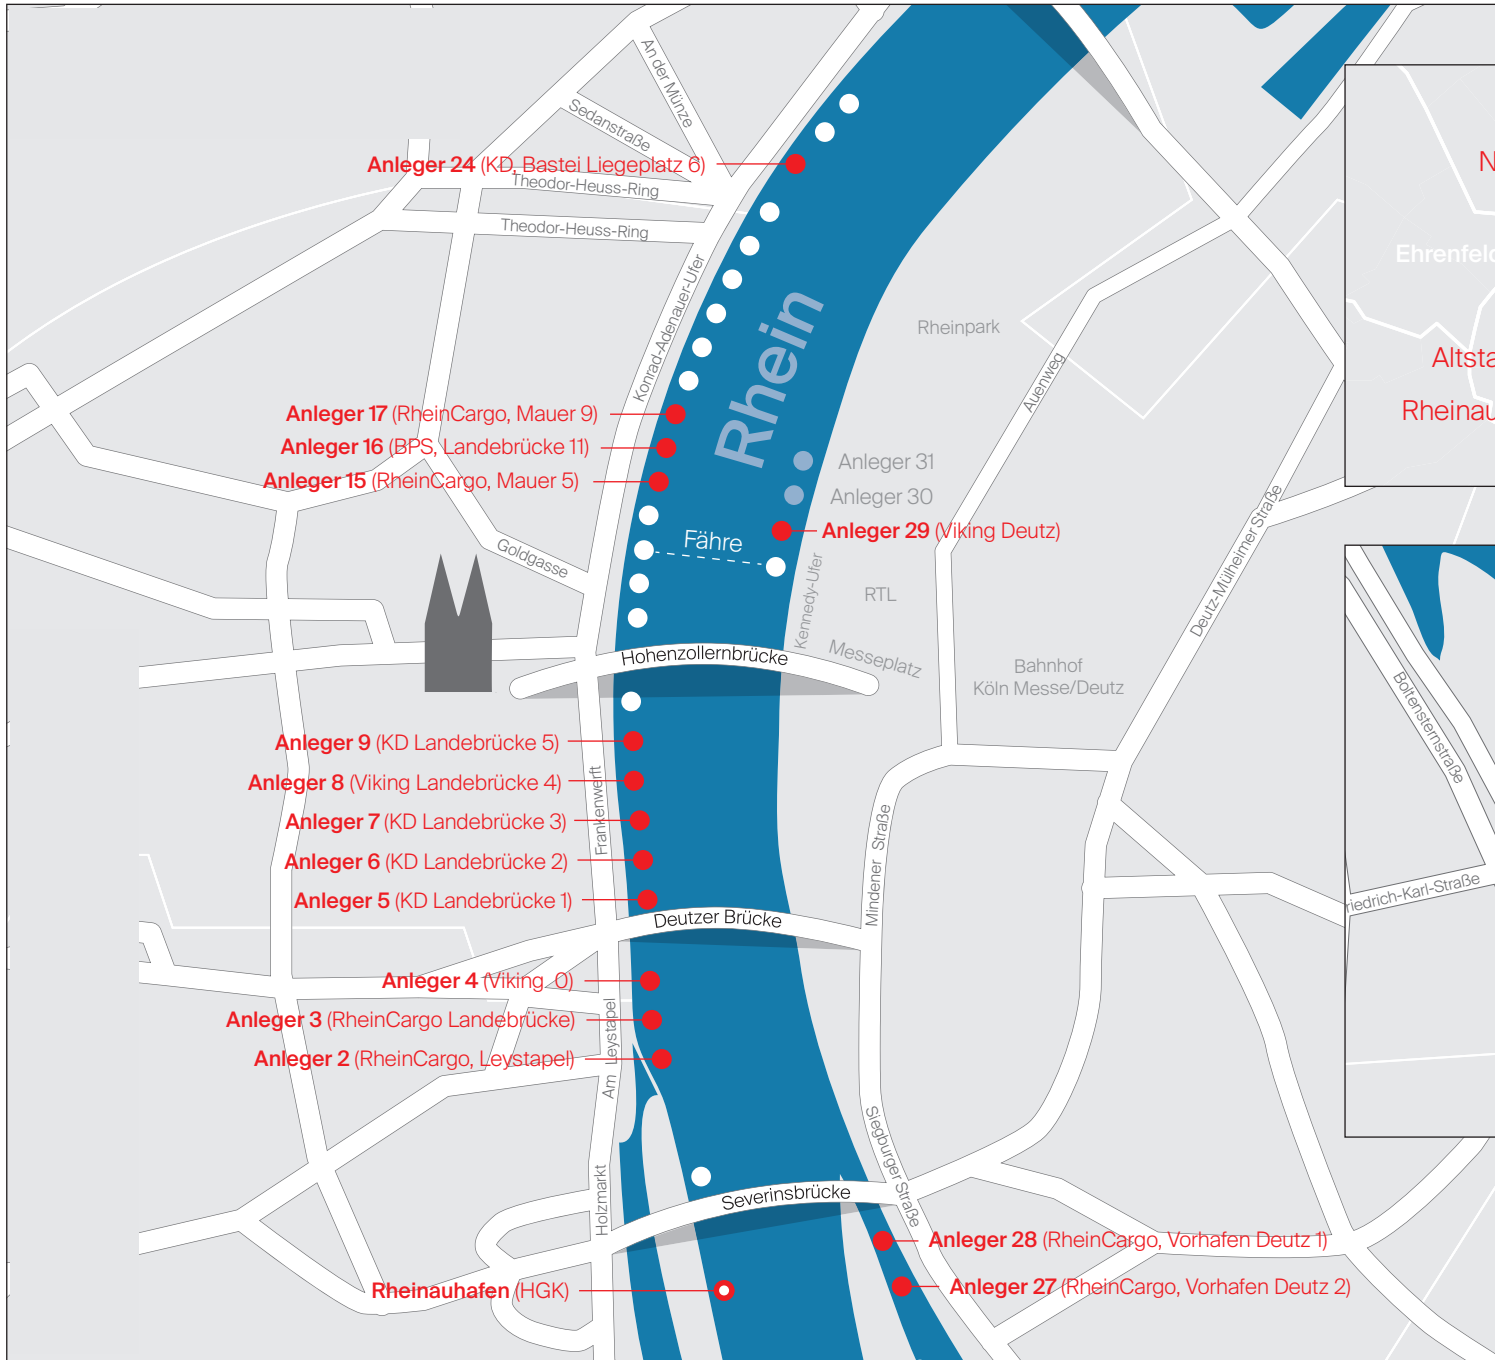 An der Münze
Sedanstraße
Anleger 24 (KD, Bastei Liegeplatz 6)
Theodor-Heuss-Ring
Theodor-Heuss-Ring
Konrad-Adenauer-Ufer
Rhein
Rheinpark
Auenweg
Ehrenfeld
Altsta
Rheinau
N
Anleger 17 (RheinCargo, Mauer 9)
Anleger 16 (BPS, Landebrücke 11)
Anleger 15 (RheinCargo, Mauer 5)
Anleger 31
Anleger 30
Anleger 29 (Viking Deutz)
Fähre
Goldgasse
Kennedy-Ufer
RTL
Deutz-Mülheimer Straße
Hohenzollernbrücke
Messeplatz
Bahnhof
Köln Messe/Deutz
Boltensternstraße
Anleger 9 (KD Landebrücke 5)
Anleger 8 (Viking Landebrücke 4)
Anleger 7 (KD Landebrücke 3)
Anleger 6 (KD Landebrücke 2)
Anleger 5 (KD Landebrücke 1)
Frankenwerft
Mindener Straße
riedrich-Karl-Straße
Deutzer Brücke
Anleger 4 (Viking 0)
Anleger 3 (RheinCargo Landebrücke)
Anleger 2 (RheinCargo, Leystapel)
Am Leystapel
Siegburger Straße
Holzmarkt
Severinsbrücke
Anleger 28 (RheinCargo, Vorhafen Deutz 1)
Anleger 27 (RheinCargo, Vorhafen Deutz 2)
Rheinauhafen (HGK)